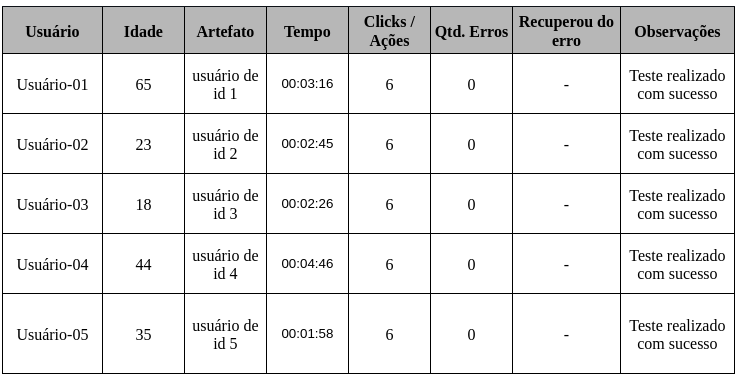 Usuário Idade Artefato Tempo Clicks / Ações Qtd. Erros Recuperou do erro Observações
Usuário-01 65 usuário de id 1 00:03:16 6 0 - Teste realizado com sucesso
Usuário-02 23 usuário de id 2 00:02:45 6 0 - Teste realizado com sucesso
Usuário-03 18 usuário de id 3 00:02:26 6 0 - Teste realizado com sucesso
Usuário-04 44 usuário de id 4 00:04:46 6 0 - Teste realizado com sucesso
Usuário-05 35 usuário de id 5 00:01:58 6 0 - Teste realizado com sucesso